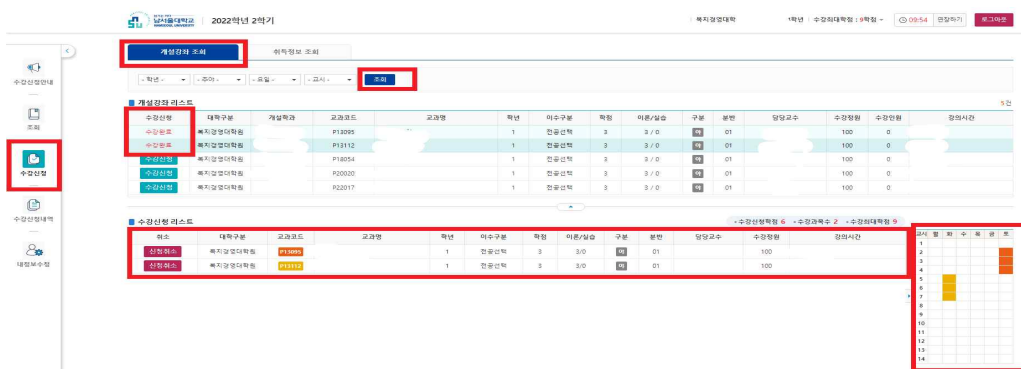 남서울대학교 2022학년 2학기 복지경영대학 1학년 수강최대학점 : 9학점 ~ 09:54 연장하기 로그아웃
개설강좌 조회 취득정보 조회
수강신청안내
- 학년 - - 주야 - - 요일 - - 교시 - 조회
개설강좌 리스트 5건
조회
수강신청 대학구분 개설학과 교과코드 교과명 학년 이수구분 학점 이론/실습 구분 분반 담당교수 수강정원 수강인원 강의시간
수강완료 복지경영대학원 P13095 1 전공선택 3 3 / 0 야 01 100 0
수강완료 복지경영대학원 P13112 1 전공선택 3 3 / 0 야 01 100 0
수강신청 복지경영대학원 P18054 1 전공선택 3 3 / 0 야 01 100 0
수강신청
수강신청 복지경영대학원 P20020 1 전공선택 3 3 / 0 야 01 100 0
수강신청 복지경영대학원 P22017 1 전공선택 3 3 / 0 야 01 100 0
수강신청내역
수강신청 리스트 수강신청학점 6 수강과목수 2 수강최대학점 9
취소 대학구분 교과코드 교과명 학년 이수구분 학점 이론/실습 구분 분반 담당교수 수강정원 강의시간
신청취소 복지경영대학원 P13095 1 전공선택 3 3/0 야 01 100
신청취소 복지경영대학원 P13112 1 전공선택 3 3/0 야 01 100
내정보수정
교시 월 화 수 목 금 토
1
2
3
4
5
6
7
8
9
10
11
12
13
14